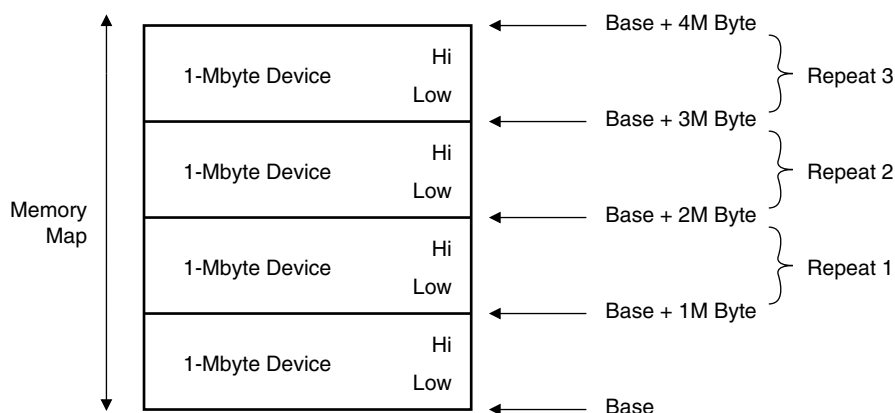 Base + 4M Byte
Hi
1-Mbyte Device
Low
Repeat 3
Base + 3M Byte
Hi
1-Mbyte Device
Low
Repeat 2
Memory
Map
Base + 2M Byte
Hi
1-Mbyte Device
Low
Repeat 1
Base + 1M Byte
Hi
1-Mbyte Device
Low
Base